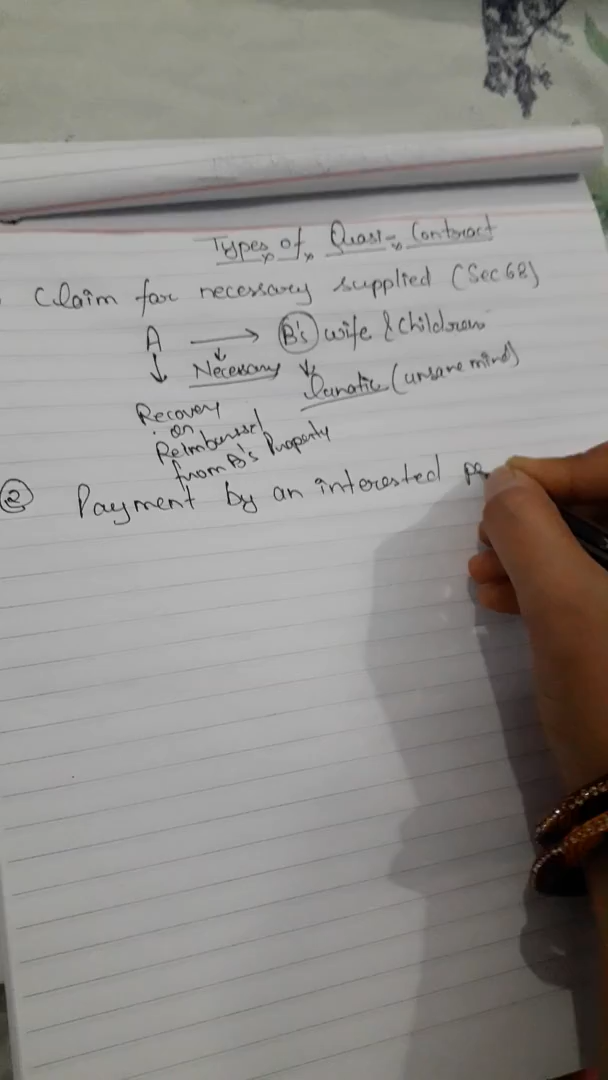 Types of Quasi- Contract
Claim for necessary supplied (Sec 68)
A → B's wife & Children
Necessary Lunatic (unsane mind)
Recovery
on
Reimbursed
from B's Property
② Payment by an interested pe